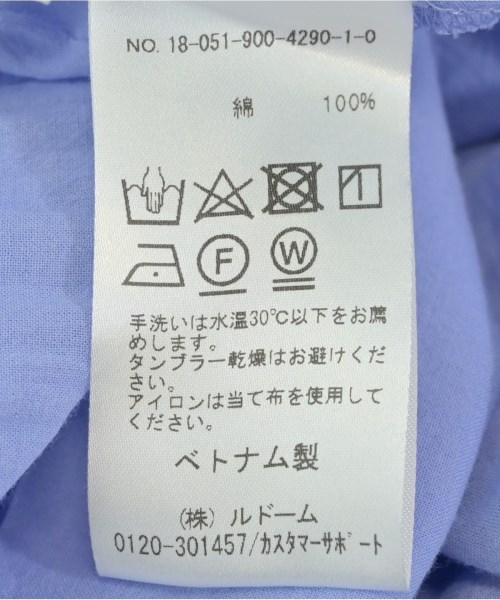 NO. 18-051-900-4290-1-0
綿 100%
F W
手洗いは水温30℃以下をお薦
めします。
タンブラー乾燥はお避けくだ
さい。
アイロンは当て布を使用して
ください。
ベトナム製
(株) ルドーム
0120-301457/カスタマーサポート